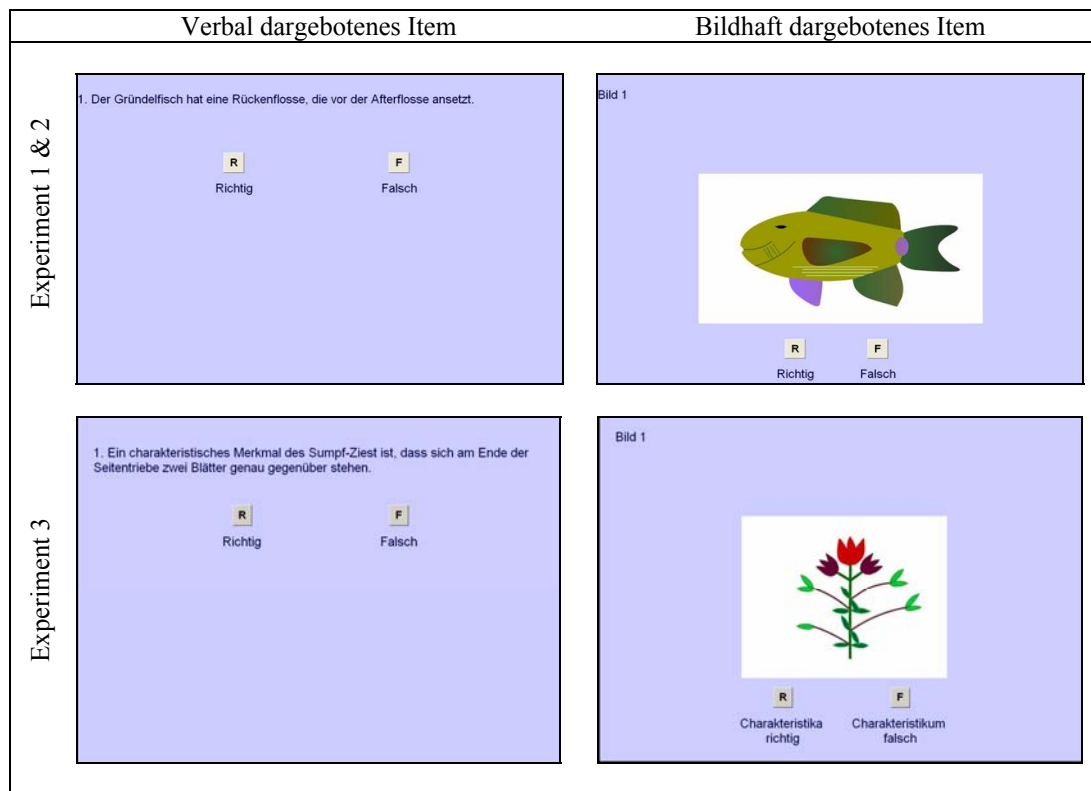 Verbal dargebotenes Item
Bildhaft dargebotenes Item
Experiment 1 & 2
1. Der Gründelfisch hat eine Rückenflosse, die vor der Afterflosse ansetzt.
R
F
Richtig
Falsch
Bild 1
R
F
Richtig
Falsch
Experiment 3
1. Ein charakteristisches Merkmal des Sumpf-Ziest ist, dass sich am Ende der
Seitentriebe zwei Blätter genau gegenüber stehen.
R
F
Richtig
Falsch
Bild 1
R
F
Charakteristika
richtig
Charakteristikum
falsch